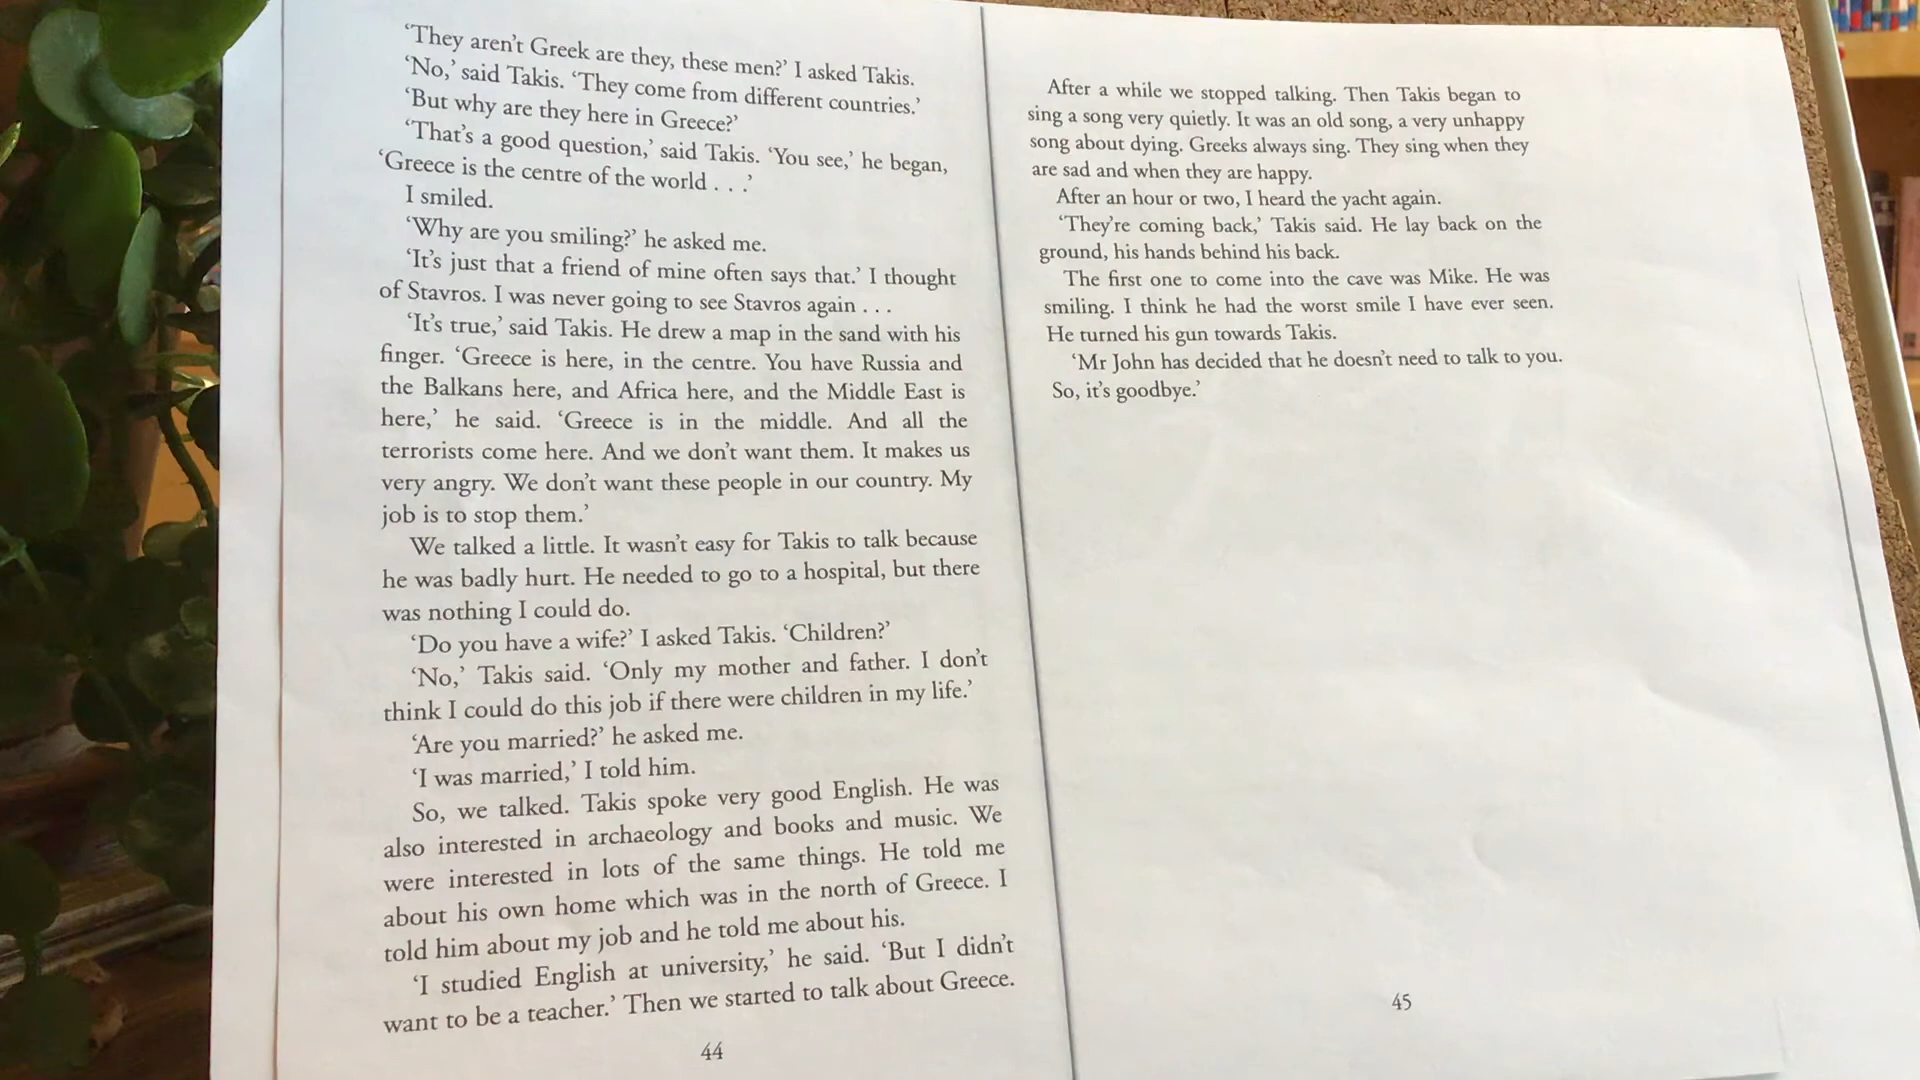 ‘They aren’t Greek are they, these men?’ I asked Takis.
‘No,’ said Takis. ‘They come from different countries.’
‘But why are they here in Greece?’
‘That’s a good question,’ said Takis. ‘You see,’ he began,
‘Greece is the centre of the world . . .’
I smiled.
‘Why are you smiling?’ he asked me.
‘It’s just that a friend of mine often says that.’ I thought
of Stavros. I was never going to see Stavros again . . .
‘It’s true,’ said Takis. He drew a map in the sand with his
finger. ‘Greece is here, in the centre. You have Russia and
the Balkans here, and Africa here, and the Middle East is
here,’ he said. ‘Greece is in the middle. And all the
terrorists come here. And we don’t want them. It makes us
very angry. We don’t want these people in our country. My
job is to stop them.’
We talked a little. It wasn’t easy for Takis to talk because
he was badly hurt. He needed to go to a hospital, but there
was nothing I could do.
‘Do you have a wife?’ I asked Takis. ‘Children?’
‘No,’ Takis said. ‘Only my mother and father. I don’t
think I could do this job if there were children in my life.’
‘Are you married?’ he asked me.
‘I was married,’ I told him.
So, we talked. Takis spoke very good English. He was
also interested in archaeology and books and music. We
were interested in lots of the same things. He told me
about his own home which was in the north of Greece. I
told him about my job and he told me about his.
‘I studied English at university,’ he said. ‘But I didn’t
want to be a teacher.’ Then we started to talk about Greece.
44
After a while we stopped talking. Then Takis began to
sing a song very quietly. It was an old song, a very unhappy
song about dying. Greeks always sing. They sing when they
are sad and when they are happy.
After an hour or two, I heard the yacht again.
‘They’re coming back,’ Takis said. He lay back on the
ground, his hands behind his back.
The first one to come into the cave was Mike. He was
smiling. I think he had the worst smile I have ever seen.
He turned his gun towards Takis.
‘Mr John has decided that he doesn’t need to talk to you.
So, it’s goodbye.’
45